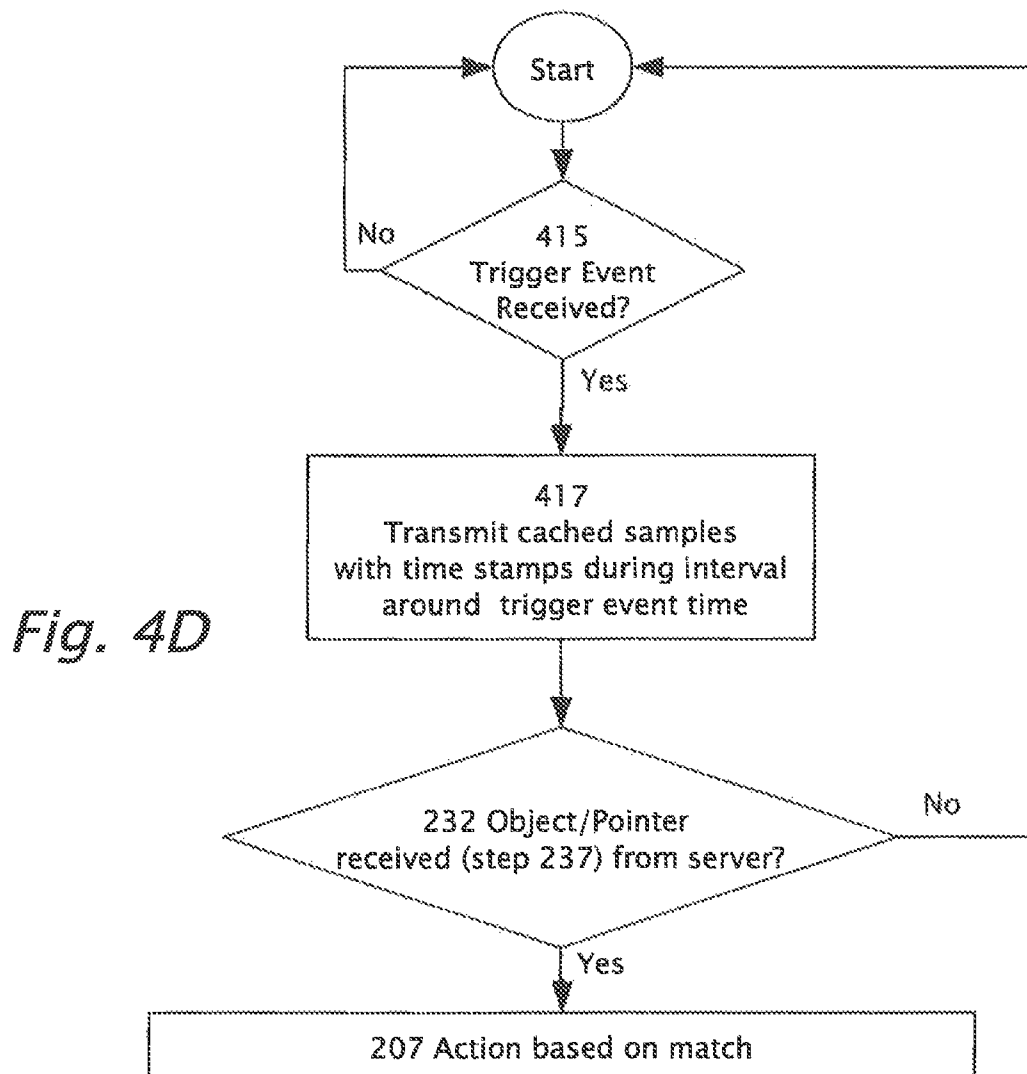 Start
No
415
Trigger Event
Received?
Yes
417
Transmit cached samples
with time stamps during interval
around trigger event time
Fig. 4D
232 Object/Pointer
received (step 237) from server?
No
Yes
207 Action based on match